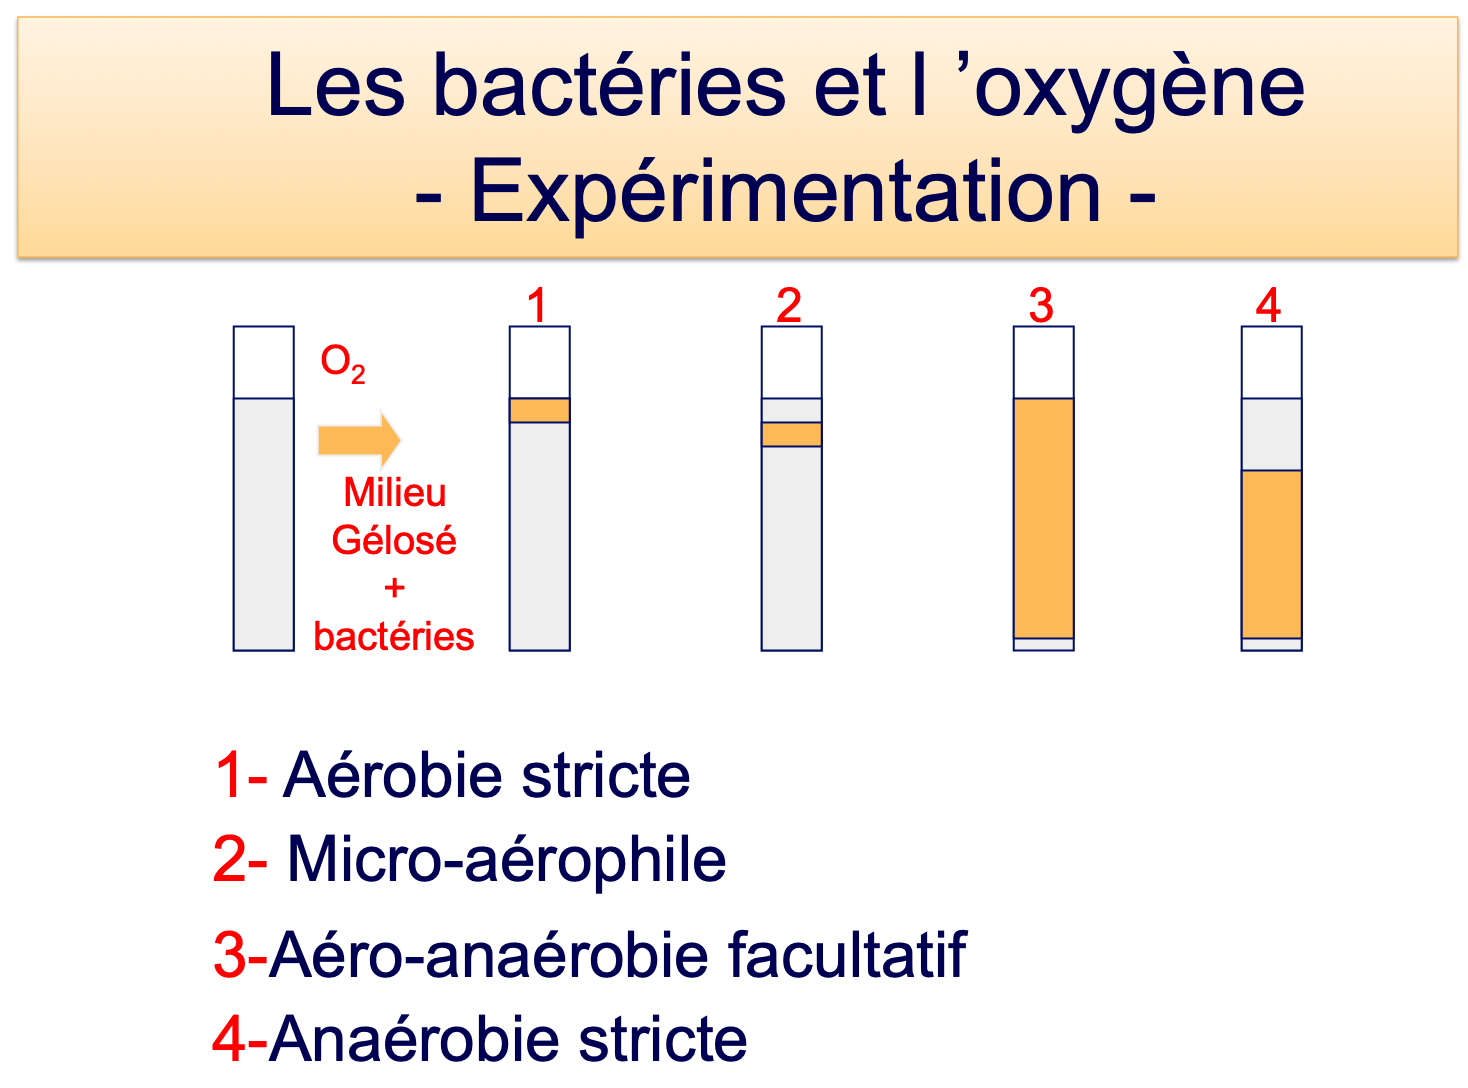 Les bactéries et l ’oxygène
- Expérimentation -
1 2 3 4
O2
Milieu
Gélosé
+
bactéries
1- Aérobie stricte
2- Micro-aérophile
3-Aéro-anaérobie facultatif
4-Anaérobie stricte